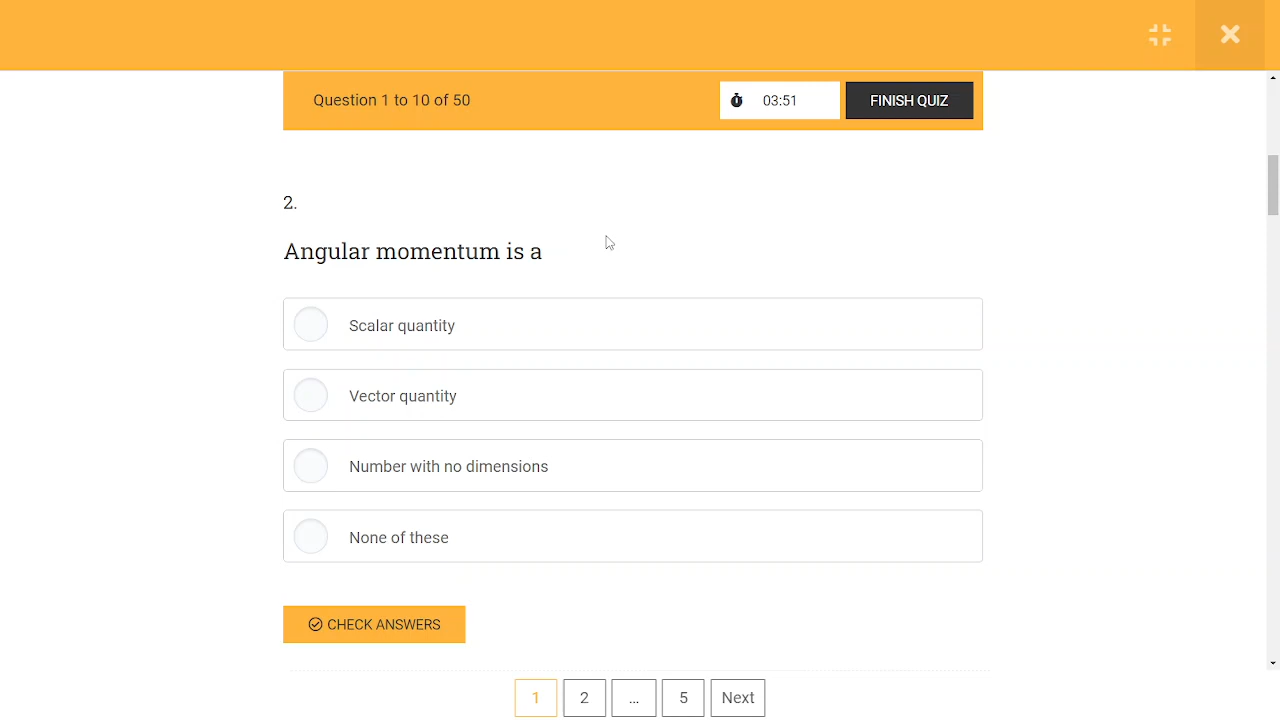 Question 1 to 10 of 50
03:51
FINISH QUIZ
2.
Angular momentum is a
Scalar quantity
Vector quantity
Number with no dimensions
None of these
CHECK ANSWERS
1 2 ... 5 Next